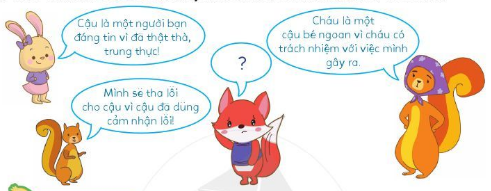 Cậu là một người bạn
đáng tin vì đã thật thà,
trung thực!
Mình sẽ tha lỗi
cho cậu vì cậu đã dũng
cảm nhận lỗi!
?
Cháu là một
cậu bé ngoan vì cháu có
trách nhiệm với việc mình
gây ra.